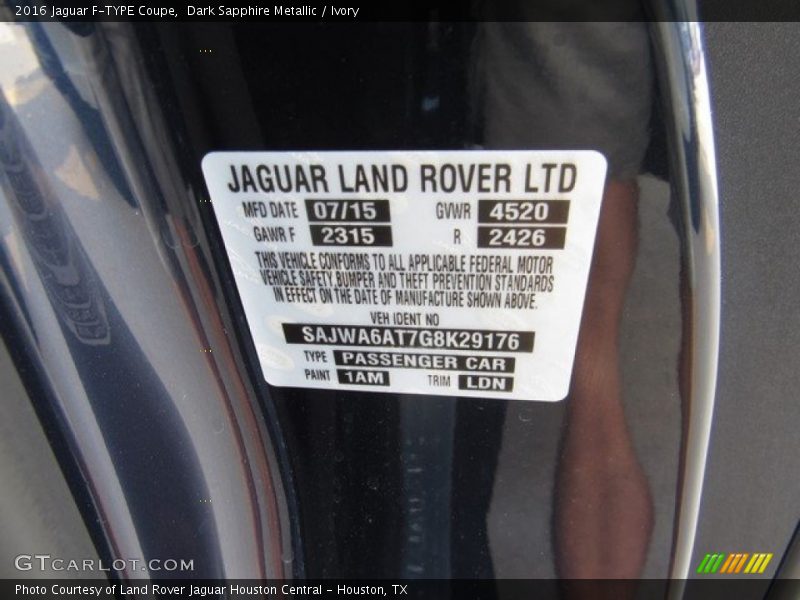 2016 Jaguar F-TYPE Coupe, Dark Sapphire Metallic / Ivory
JAGUAR LAND ROVER LTD
MFD DATE 07/15 GVWR 4520
GAWR F 2315 R 2426
THIS VEHICLE CONFORMS TO ALL APPLICABLE FEDERAL MOTOR
VEHICLE SAFETY, BUMPER AND THEFT PREVENTION STANDARDS
IN EFFECT ON THE DATE OF MANUFACTURE SHOWN ABOVE.
VEH IDENT NO
SAJWA6AT7G8K29176
TYPE PASSENGER CAR
PAINT 1AM TRIM LDN
GTCARLOT.COM
Photo Courtesy of Land Rover Jaguar Houston Central - Houston, TX